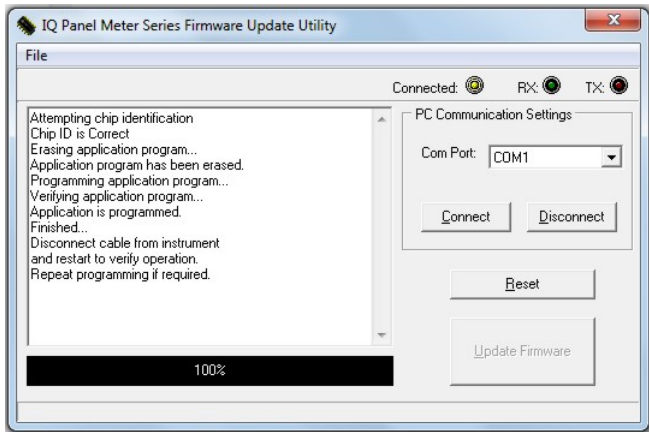 IQ Panel Meter Series Firmware Update Utility
File
Connected: RX: TX:
Attempting chip identification
Chip ID is Correct
Erasing application program...
Application program has been erased.
Programming application program...
Verifying application program...
Application is programmed.
Finished...
Disconnect cable from instrument
and restart to verify operation.
Repeat programming if required.
100%
PC Communication Settings
Com Port: COM1
Connect Disconnect
Reset
Update Firmware